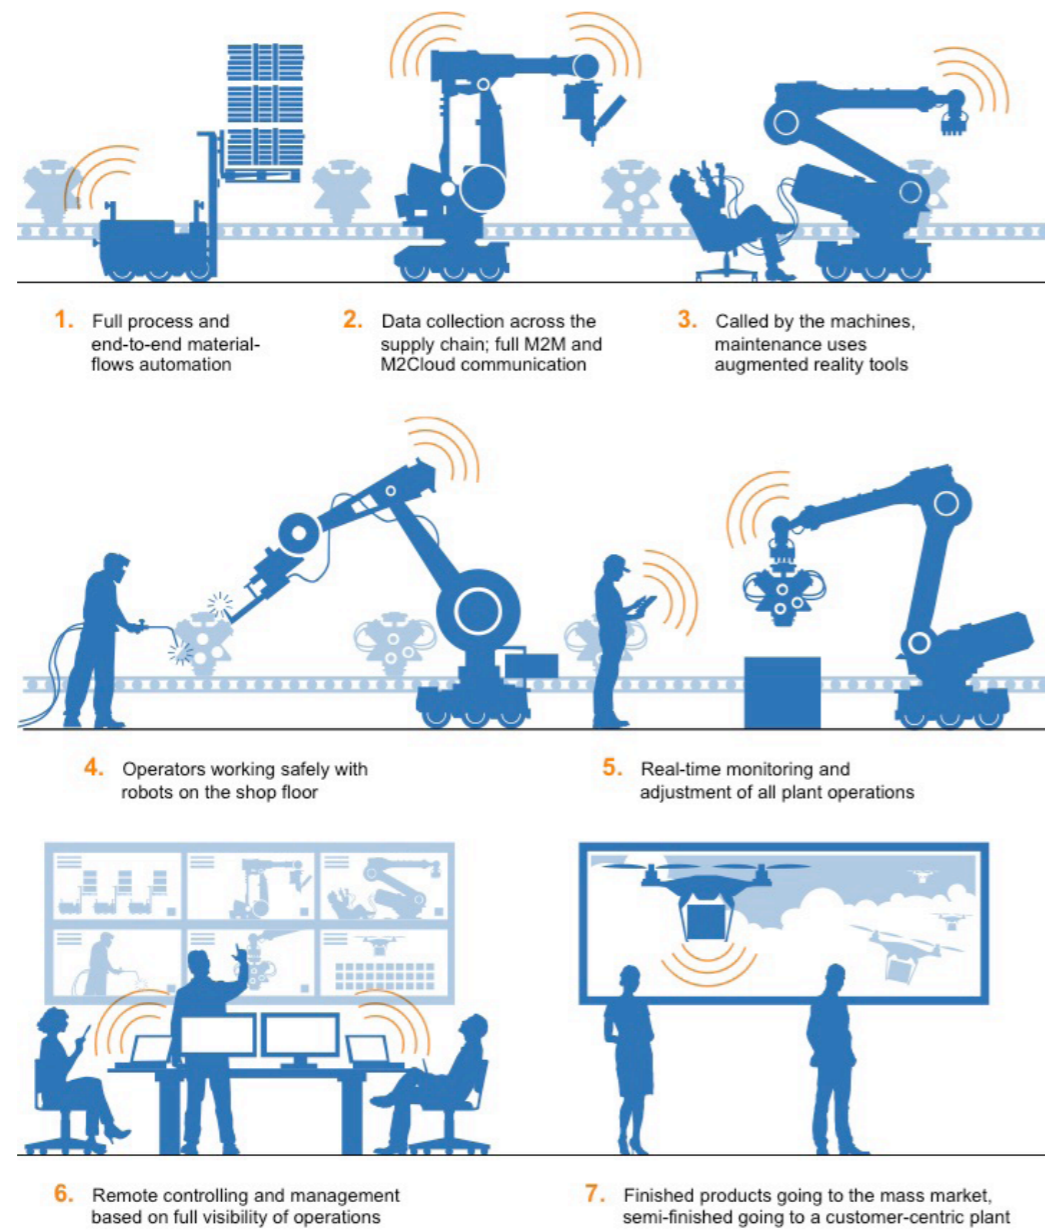 1. Full process and
end-to-end material-
flows automation
2. Data collection across the
supply chain; full M2M and
M2Cloud communication
3. Called by the machines,
maintenance uses
augmented reality tools
4. Operators working safely with
robots on the shop floor
5. Real-time monitoring and
adjustment of all plant operations
6. Remote controlling and management
based on full visibility of operations
7. Finished products going to the mass market,
semi-finished going to a customer-centric plant